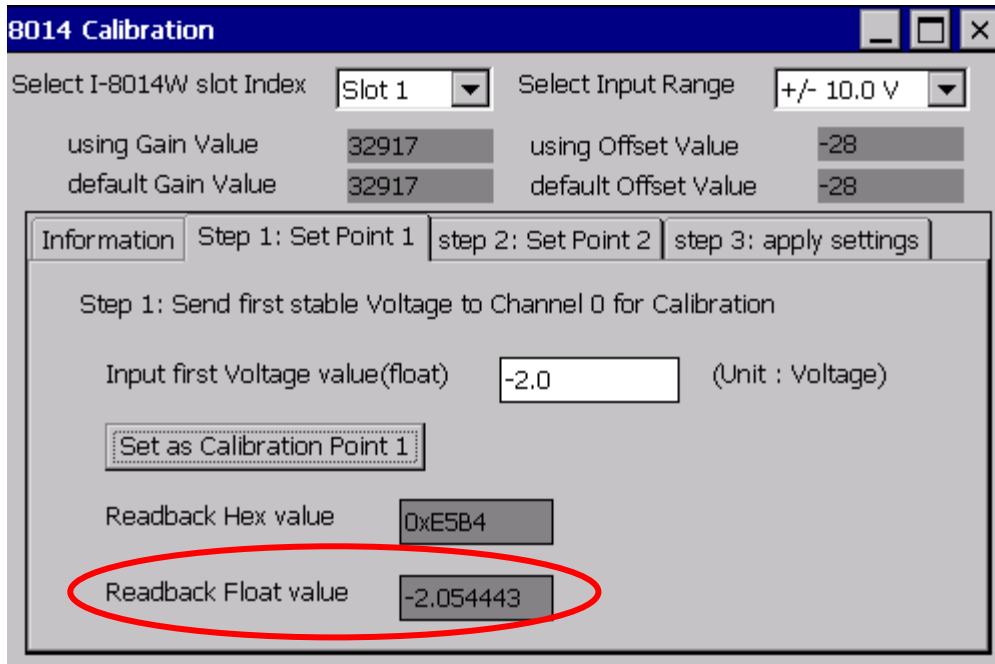 8014 Calibration
Select I-8014W slot Index Slot 1 Select Input Range +/- 10.0 V
using Gain Value 32917 using Offset Value -28
default Gain Value 32917 default Offset Value -28
Information Step 1: Set Point 1 step 2: Set Point 2 step 3: apply settings
Step 1: Send first stable Voltage to Channel 0 for Calibration
Input first Voltage value(float) -2.0 (Unit : Voltage)
Set as Calibration Point 1
Readback Hex value 0xE5B4
Readback Float value -2.054443